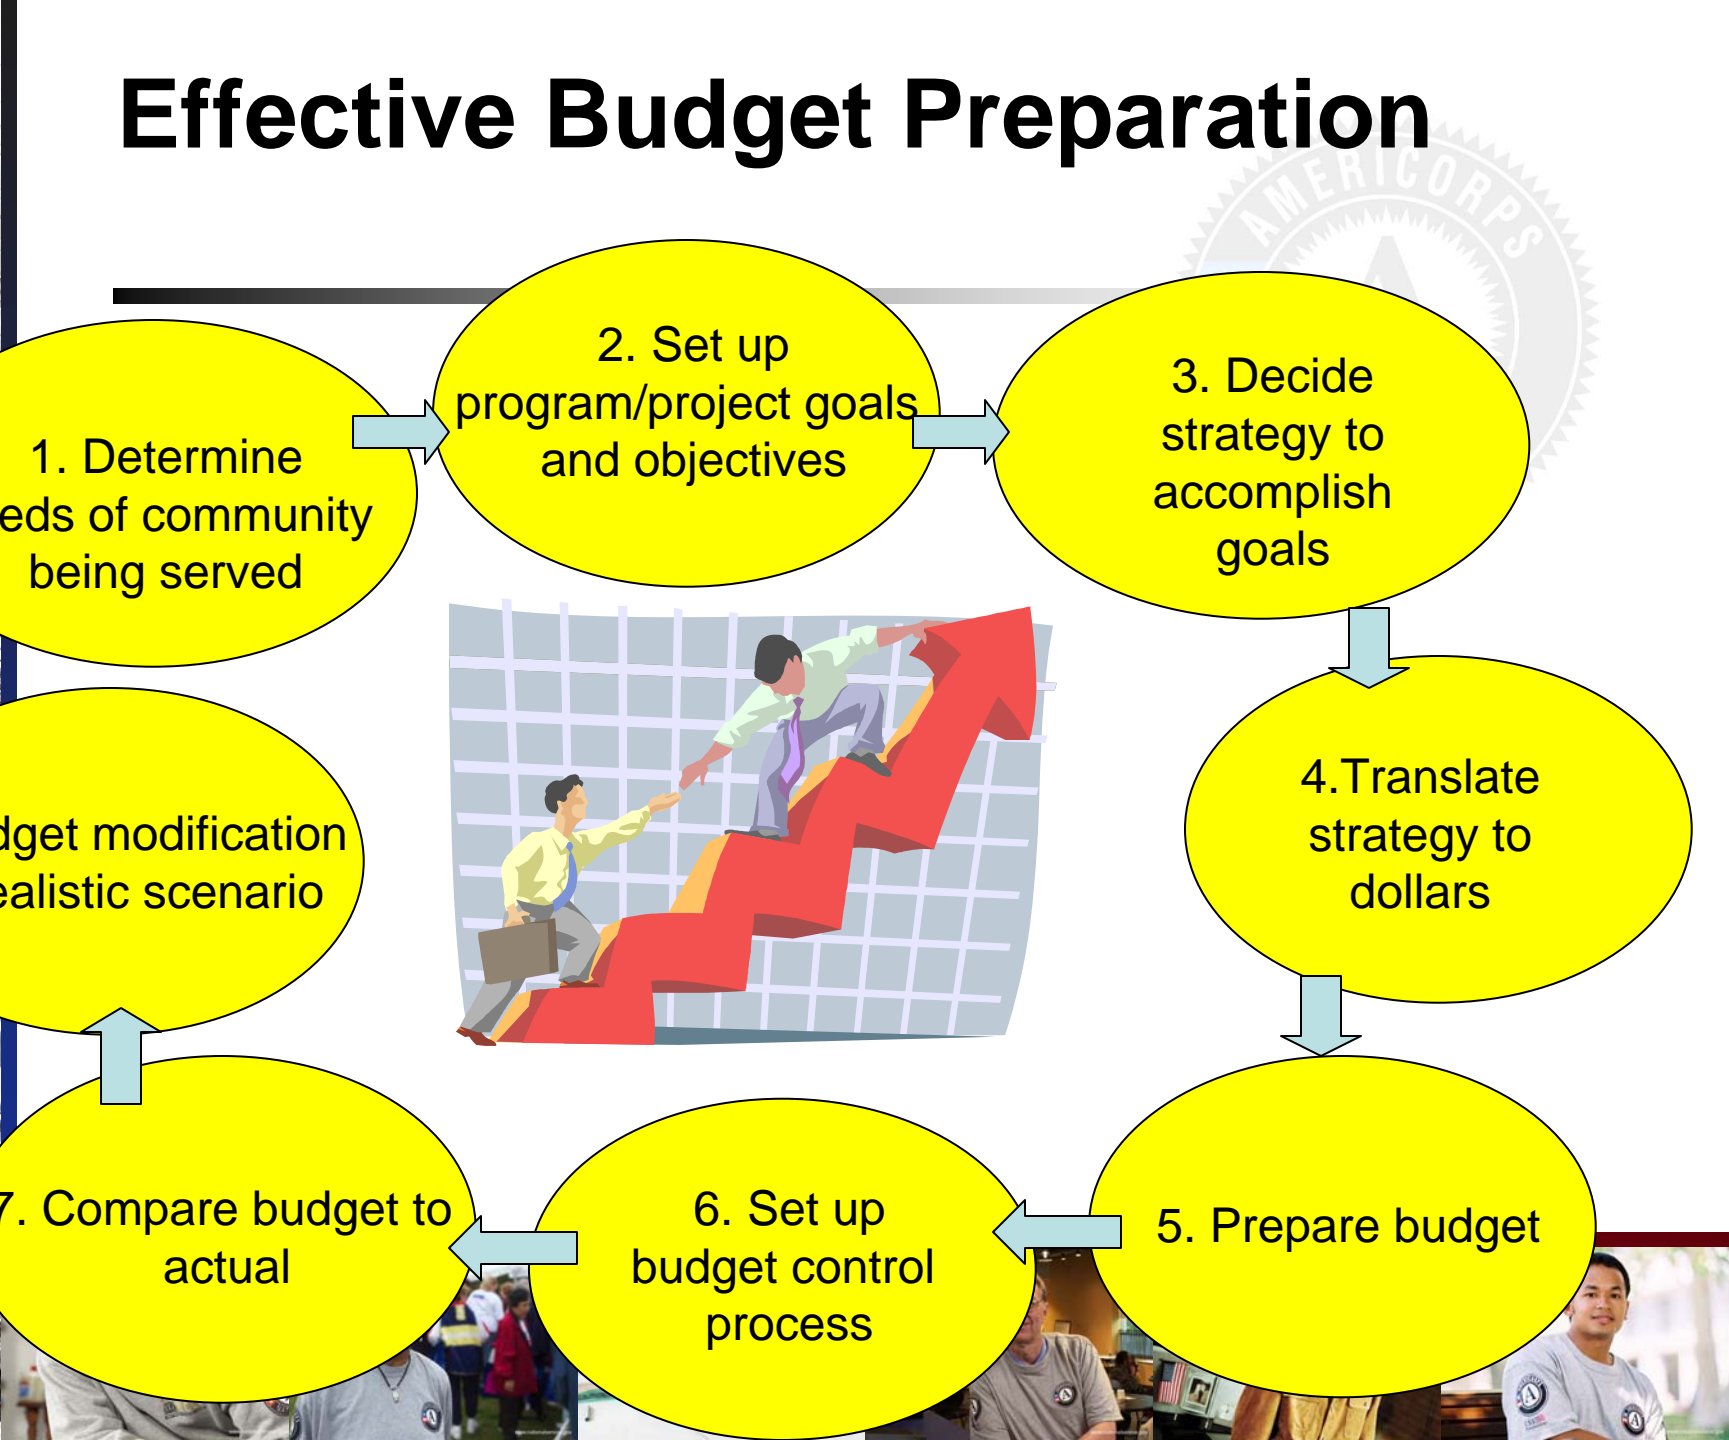 Effective Budget Preparation
AMERICORPS
2. Set up
program/project goals
and objectives
3. Decide
strategy to
accomplish
goals
1. Determine
eds of community
being served
4.Translate
strategy to
dollars
dget modification
ealistic scenario
5. Prepare budget
6. Set up
budget control
process
7. Compare budget to
actual